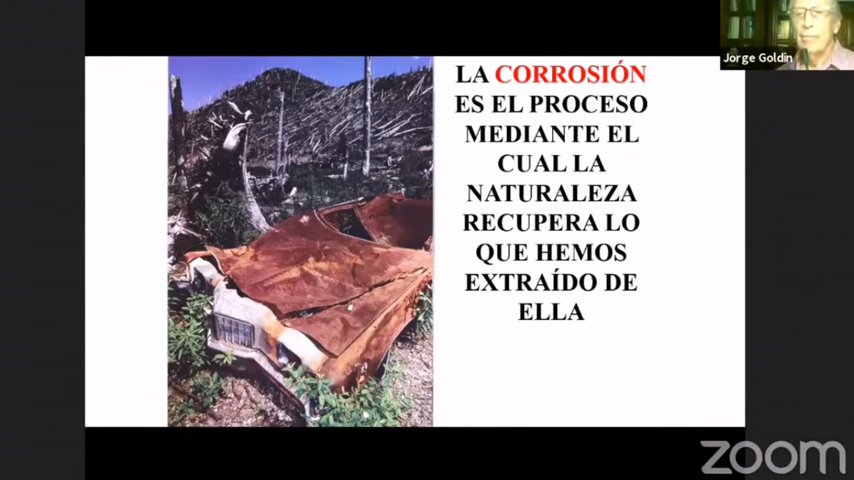 Jorge Goldin
LA CORROSIÓN
ES EL PROCESO
MEDIANTE EL
CUAL LA
NATURALEZA
RECUPERA LO
QUE HEMOS
EXTRAÍDO DE
ELLA
zoom